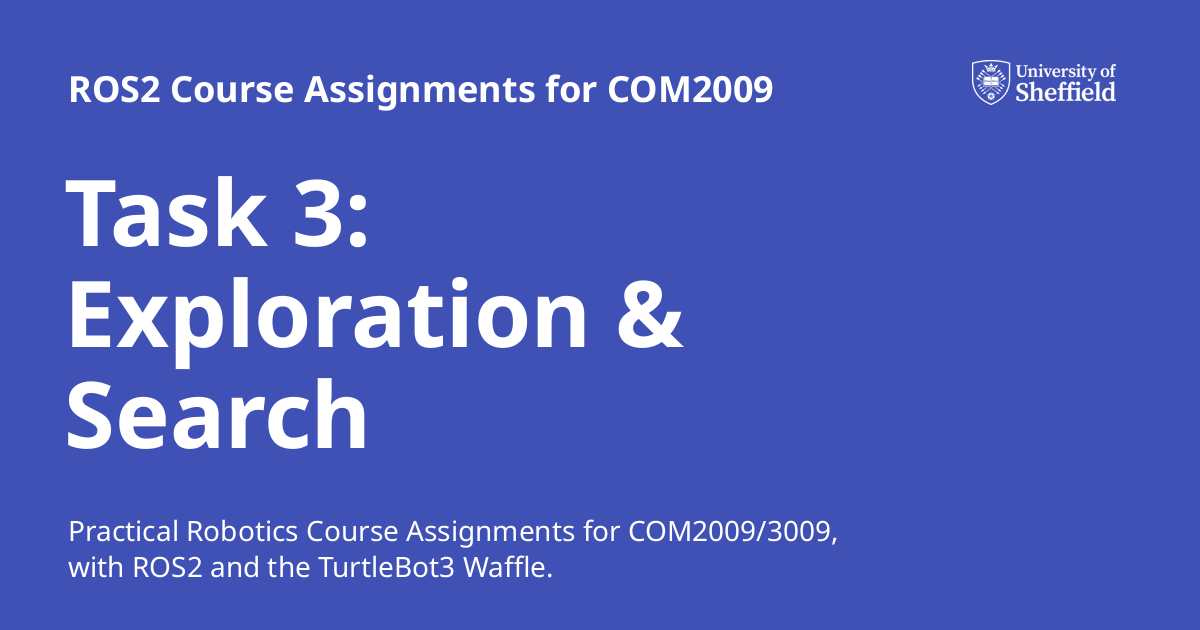 ROS2 Course Assignments for COM2009
University of
Sheffield
Task 3:
Exploration &
Search
Practical Robotics Course Assignments for COM2009/3009,
with ROS2 and the TurtleBot3 Waffle.